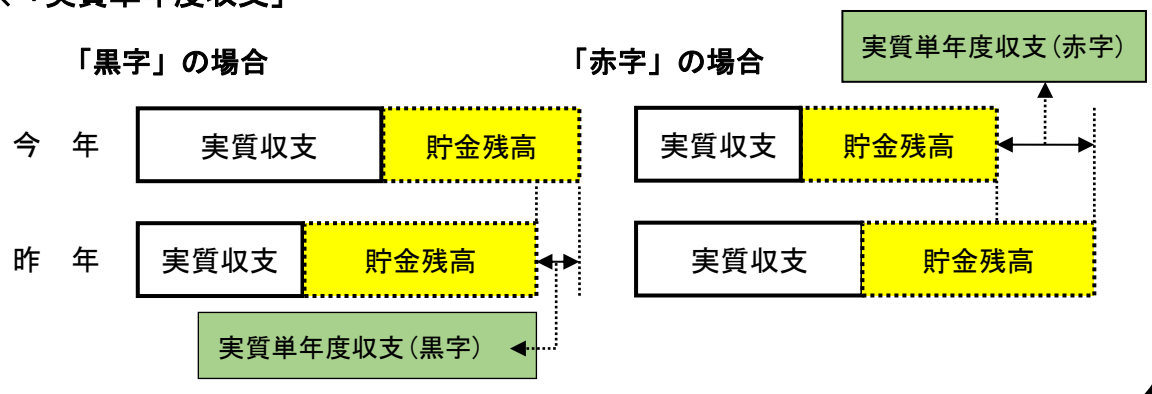 「実質単年度収支」
「黒字」の場合
「赤字」の場合
実質単年度収支(赤字)
今 年
実質収支
貯金残高
実質収支
貯金残高
昨 年
実質収支
貯金残高
実質収支
貯金残高
実質単年度収支(黒字)